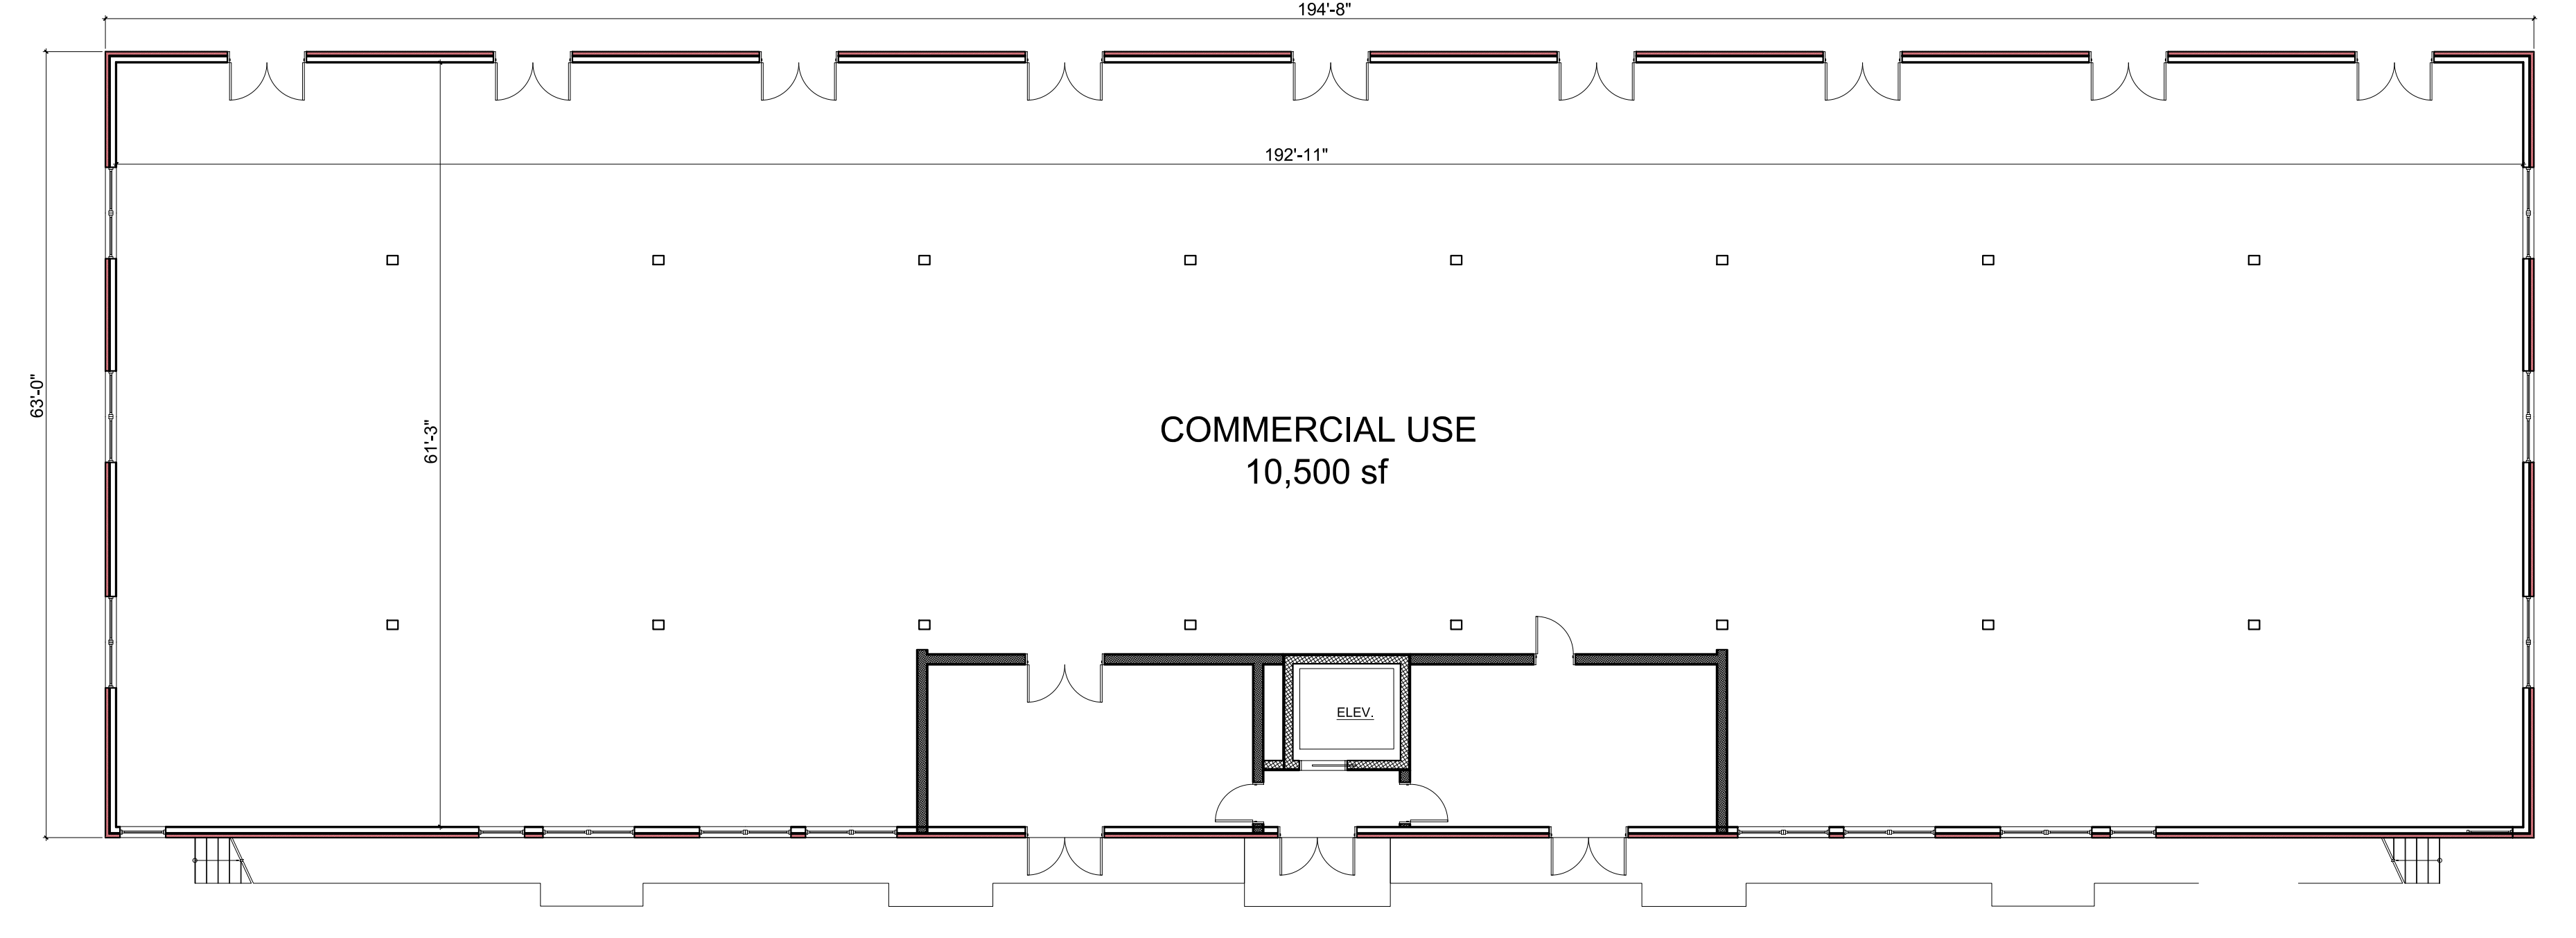 194'-8"
192'-11"
63'-0"
61'-3"
COMMERCIAL USE
10,500 sf
ELEV.